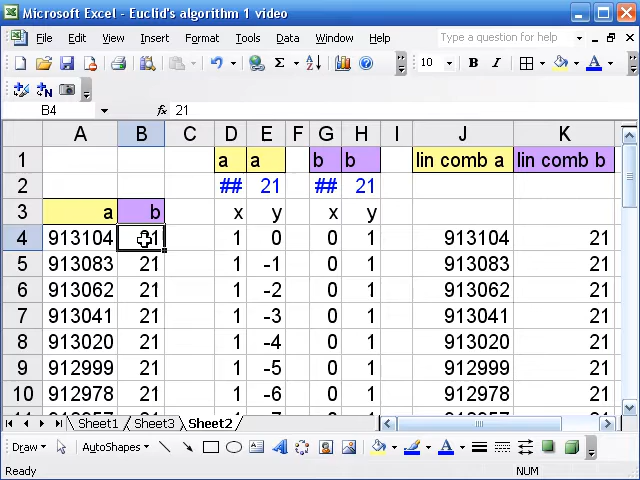 Microsoft Excel - Euclid's algorithm 1 video
File Edit View Insert Format Tools Data Window Help Type a question for help
10 B I
B4 fx 21
A B C D E F G H I J K
1 a a b b lin comb a lin comb b
2 ## 21 ## 21
3 a b x y x y
4 913104 21 1 0 0 1 913104 21
5 913083 21 1 -1 0 1 913083 21
6 913062 21 1 -2 0 1 913062 21
7 913041 21 1 -3 0 1 913041 21
8 913020 21 1 -4 0 1 913020 21
9 912999 21 1 -5 0 1 912999 21
10 912978 21 1 -6 0 1 912978 21
Sheet1 Sheet3 Sheet2
Draw AutoShapes
Ready NUM